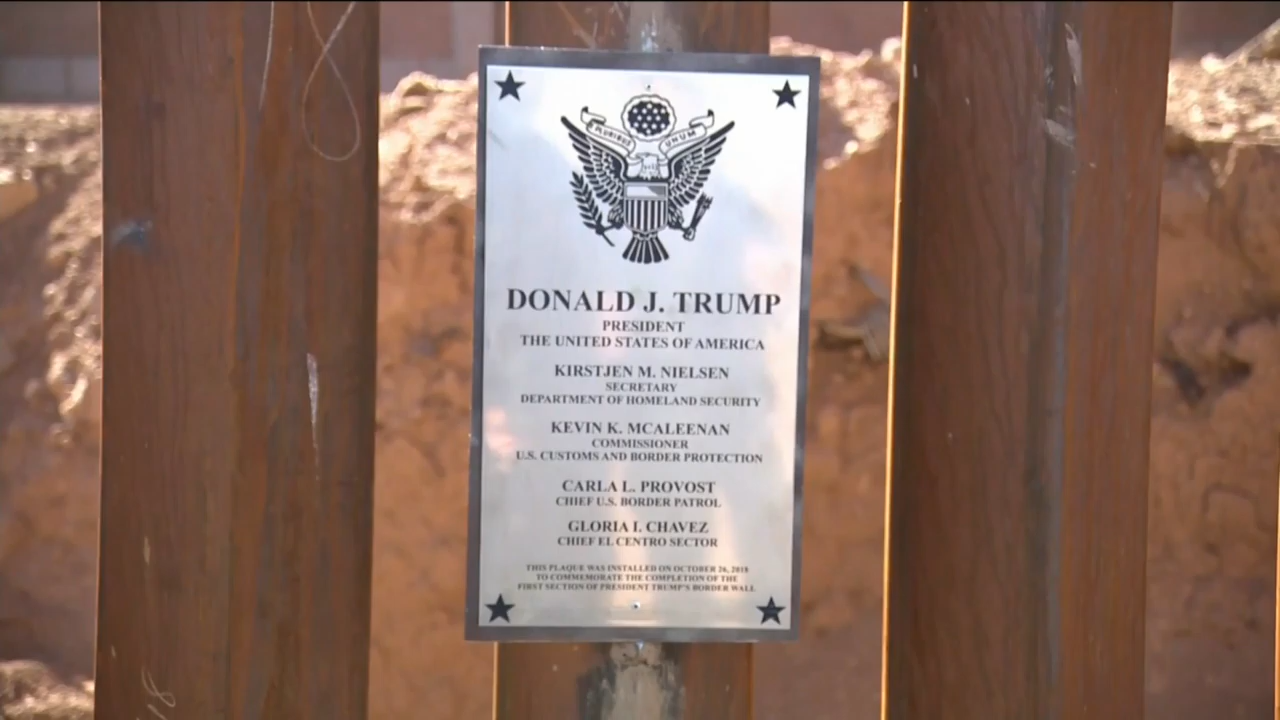 PLURIBUS UNUM
DONALD J. TRUMP
PRESIDENT
THE UNITED STATES OF AMERICA
KIRSTJEN M. NIELSEN
SECRETARY
DEPARTMENT OF HOMELAND SECURITY
KEVIN K. MCALEENAN
COMMISSIONER
U.S. CUSTOMS AND BORDER PROTECTION
CARLA L. PROVOST
CHIEF U.S. BORDER PATROL
GLORIA I. CHAVEZ
CHIEF EL CENTRO SECTOR
THIS PLAQUE WAS INSTALLED ON OCTOBER 26, 2018
TO COMMEMORATE THE COMPLETION OF THE
FIRST SECTION OF PRESIDENT TRUMP'S BORDER WALL